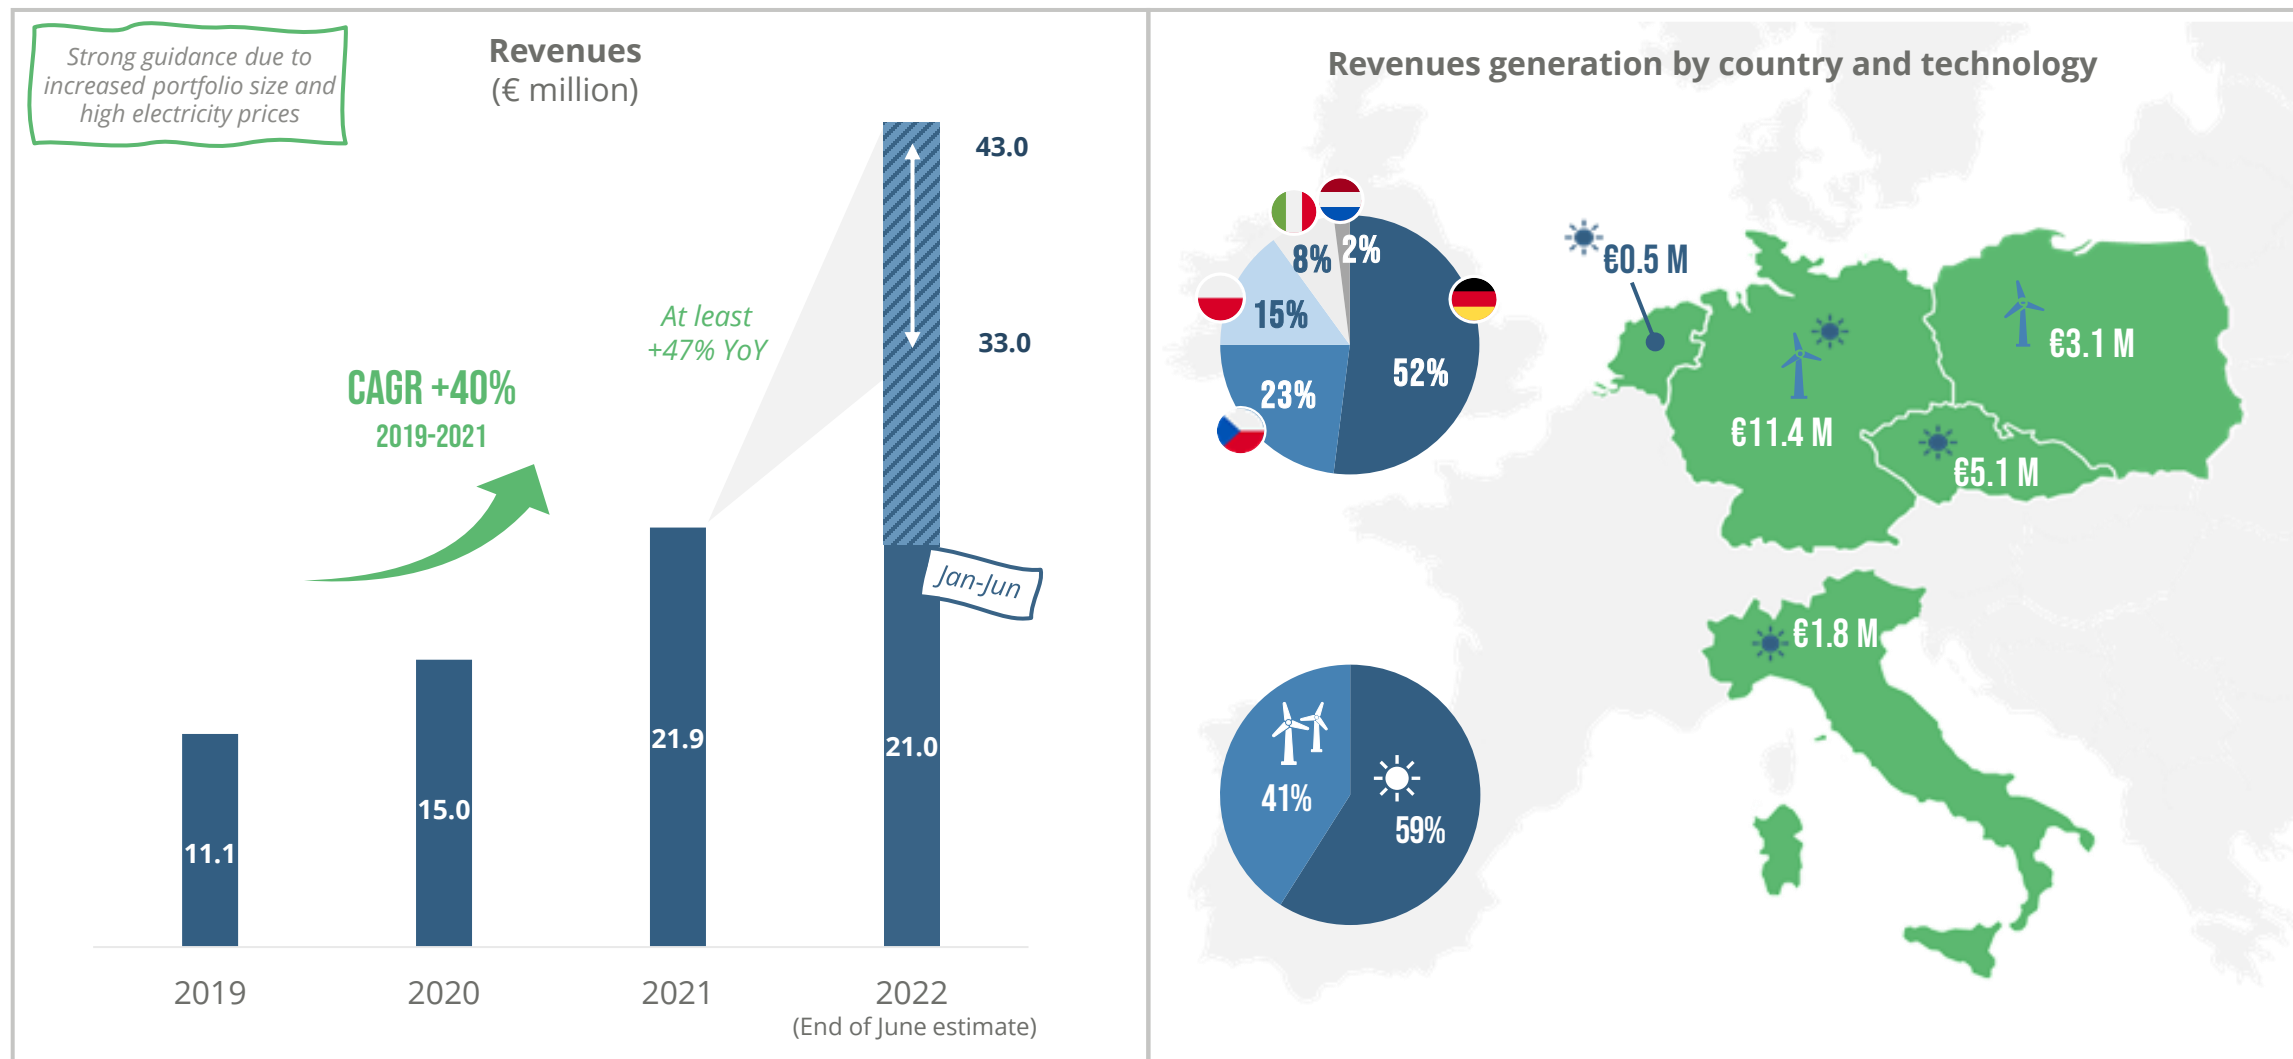 Strong guidance due to
increased portfolio size and
high electricity prices
Revenues
(€ million)
43.0
33.0
At least
+47% YoY
CAGR +40%
2019-2021
Jan-Jun
11.1
15.0
21.9
21.0
2019
2020
2021
2022
(End of June estimate)
Revenues generation by country and technology
8%
2%
15%
52%
23%
41%
59%
€0.5 M
€3.1 M
€11.4 M
€5.1 M
€1.8 M